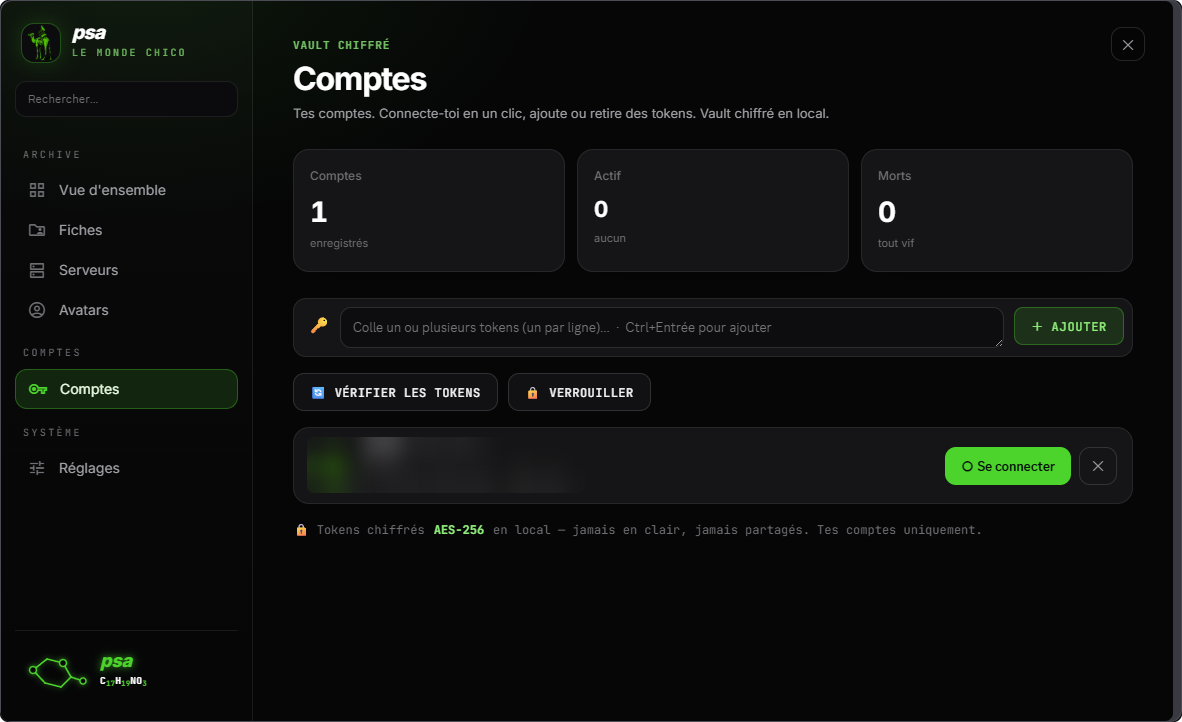 psa
LE MONDE CHICO
Rechercher...
ARCHIVE
Vue d'ensemble
Fiches
Serveurs
Avatars
COMPTES
Comptes
SYSTÈME
Réglages
psa
C17H19NO3
VAULT CHIFFRÉ
Comptes
Tes comptes. Connecte-toi en un clic, ajoute ou retire des tokens. Vault chiffré en local.
Comptes
1
enregistrés
Actif
0
aucun
Morts
0
tout vif
Colle un ou plusieurs tokens (un par ligne)... · Ctrl+Entrée pour ajouter
+ AJOUTER
VÉRIFIER LES TOKENS
VERROUILLER
Se connecter
Tokens chiffrés AES-256 en local — jamais en clair, jamais partagés. Tes comptes uniquement.